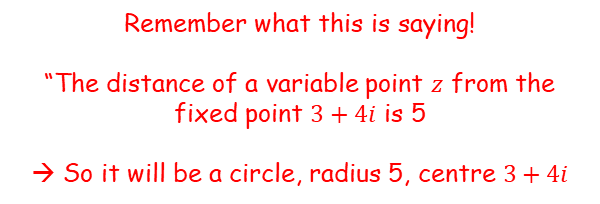 Remember what this is saying!
“The distance of a variable point z from the
fixed point 3 + 4i is 5
→ So it will be a circle, radius 5, centre 3 + 4i